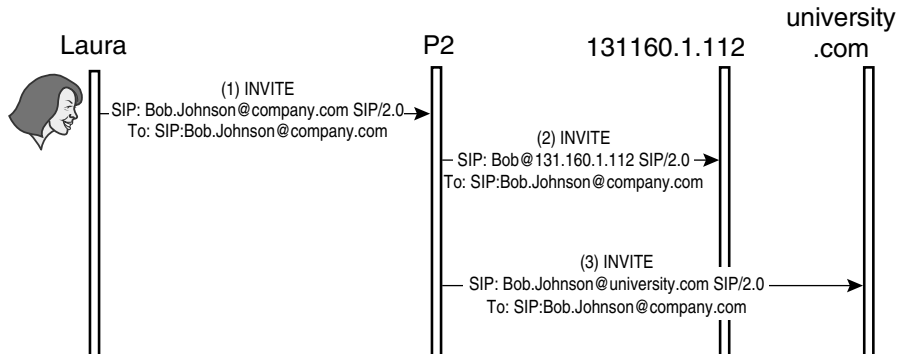 Laura
P2
131160.1.112
university
.com
(1) INVITE
SIP: Bob.Johnson@company.com SIP/2.0
To: SIP:Bob.Johnson@company.com
(2) INVITE
SIP: Bob@131.160.1.112 SIP/2.0
To: SIP:Bob.Johnson@company.com
(3) INVITE
SIP: Bob.Johnson@university.com SIP/2.0
To: SIP:Bob.Johnson@company.com